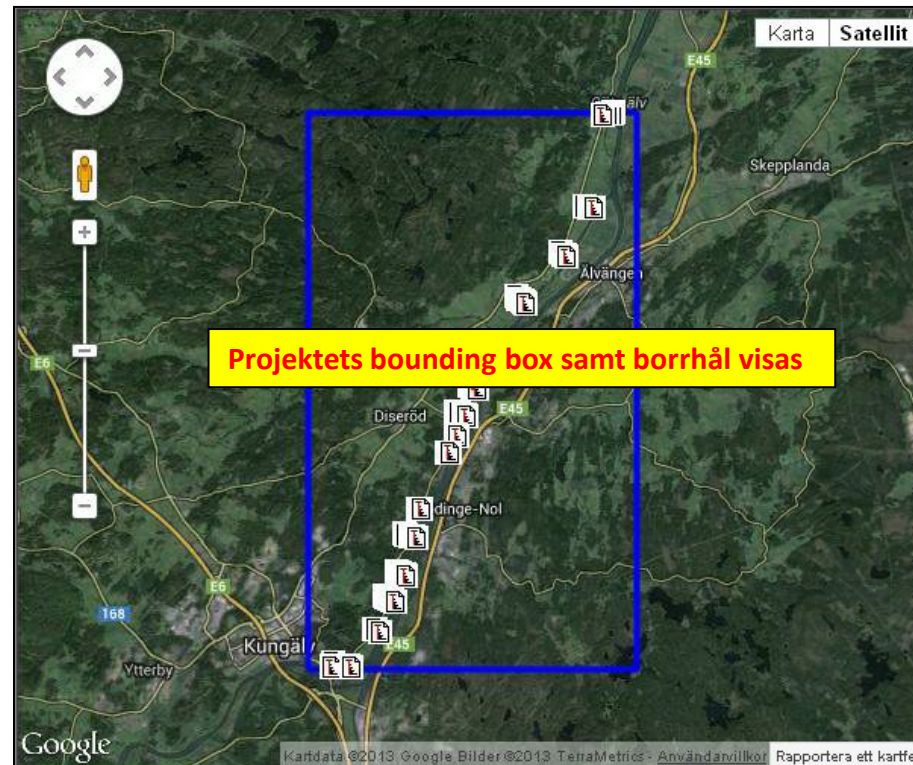 Karta Satellit
E45
Skepplanda
Älvängen
Projektets bounding box samt borrhål visas
E6
Diseröd
E45
dinge-Nol
E6
168
Kungälv
E45
Ytterby
Google
Kartdata ©2013 Google Bilder ©2013 TerraMetrics - Användarvillkor Rapportera ett kartfe